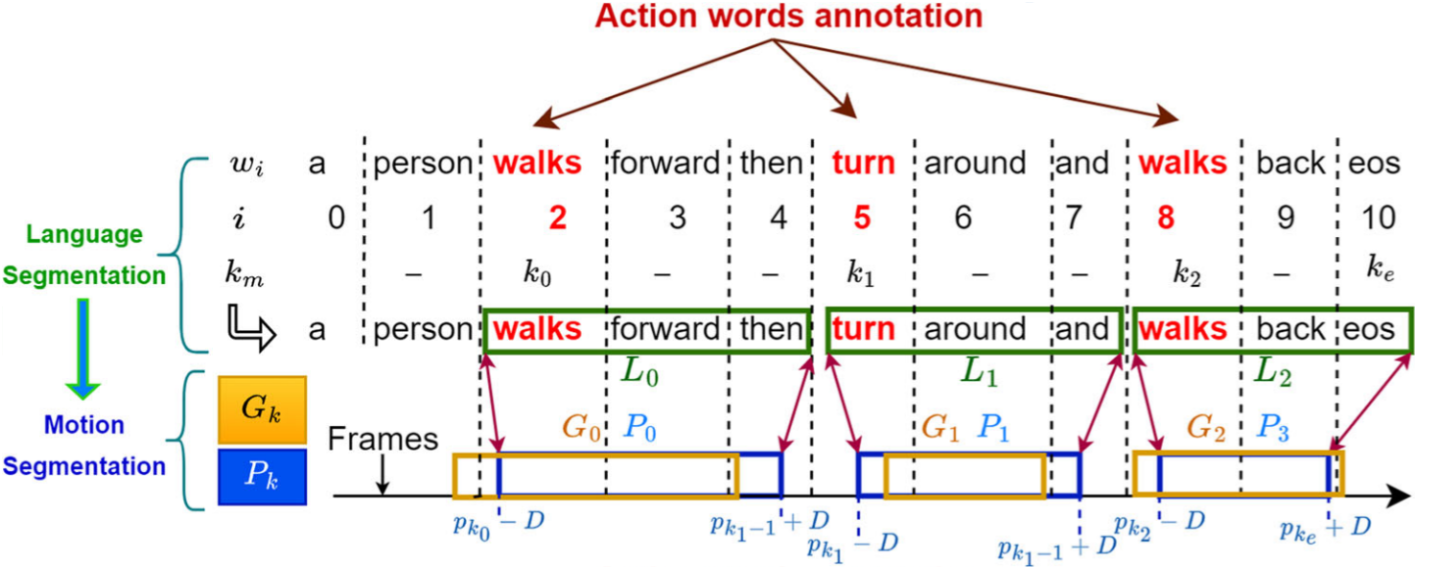 Action words annotation
w_i a person walks forward then turn around and walks back eos
i 0 1 2 3 4 5 6 7 8 9 10
Language Segmentation
k_m – k_0 – – k_1 – – k_2 – k_e
a person walks forward then turn around and walks back eos
L_0 L_1 L_2
G_k
Motion Segmentation
G_0 P_0 G_1 P_1 G_2 P_3
Frames
P_k
p_{k_0} – D p_{k_1–1} + D p_{k_1} – D p_{k_1–1} + D p_{k_2} – D p_{k_e} + D